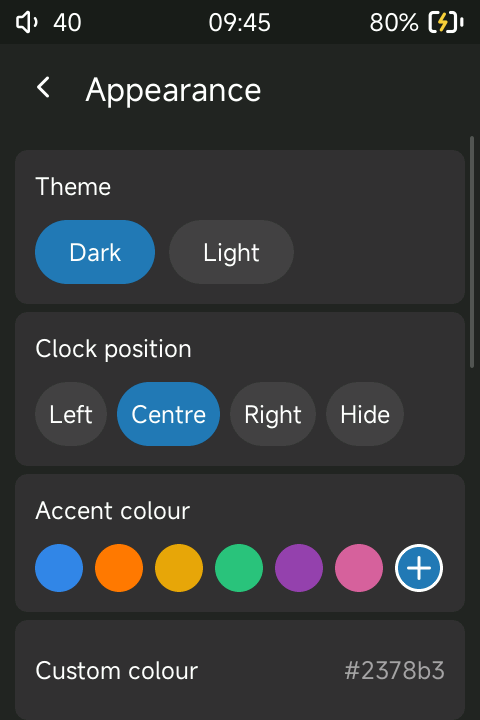 40 09:45 80%
Appearance
Theme
Dark Light
Clock position
Left Centre Right Hide
Accent colour
Custom colour #2378b3